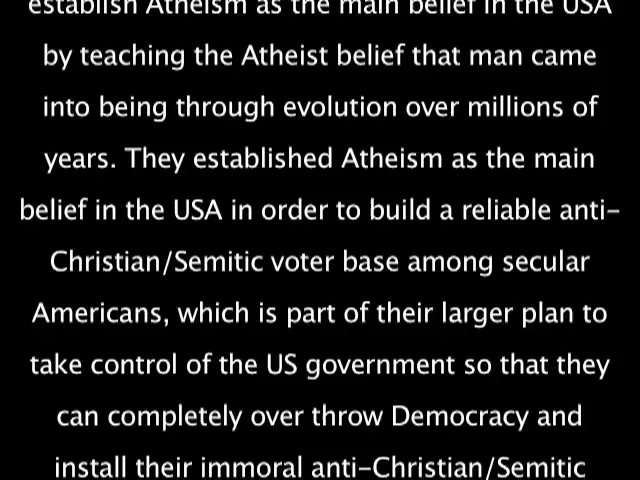 establish Atheism as the main belief in the USA
by teaching the Atheist belief that man came
into being through evolution over millions of
years. They established Atheism as the main
belief in the USA in order to build a reliable anti-
Christian/Semitic voter base among secular
Americans, which is part of their larger plan to
take control of the US government so that they
can completely over throw Democracy and
install their immoral anti-Christian/Semitic